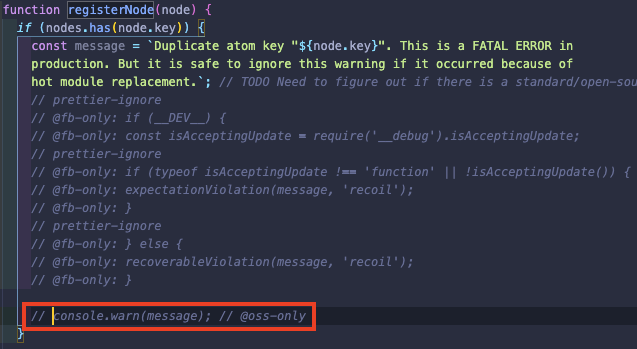 function registerNode(node) {
if (nodes.has(node.key)) {
const message = `Duplicate atom key "${node.key}". This is a FATAL ERROR in
production. But it is safe to ignore this warning if it occurred because of
hot module replacement.`; // TODO Need to figure out if there is a standard/open-sou
// prettier-ignore
// @fb-only: if (__DEV__) {
// @fb-only: const isAcceptingUpdate = require('__debug').isAcceptingUpdate;
// prettier-ignore
// @fb-only: if (typeof isAcceptingUpdate !== 'function' || !isAcceptingUpdate()) {
// @fb-only: expectationViolation(message, 'recoil');
// @fb-only: }
// prettier-ignore
// @fb-only: } else {
// @fb-only: recoverableViolation(message, 'recoil');
// @fb-only: }
// console.warn(message); // @oss-only
}